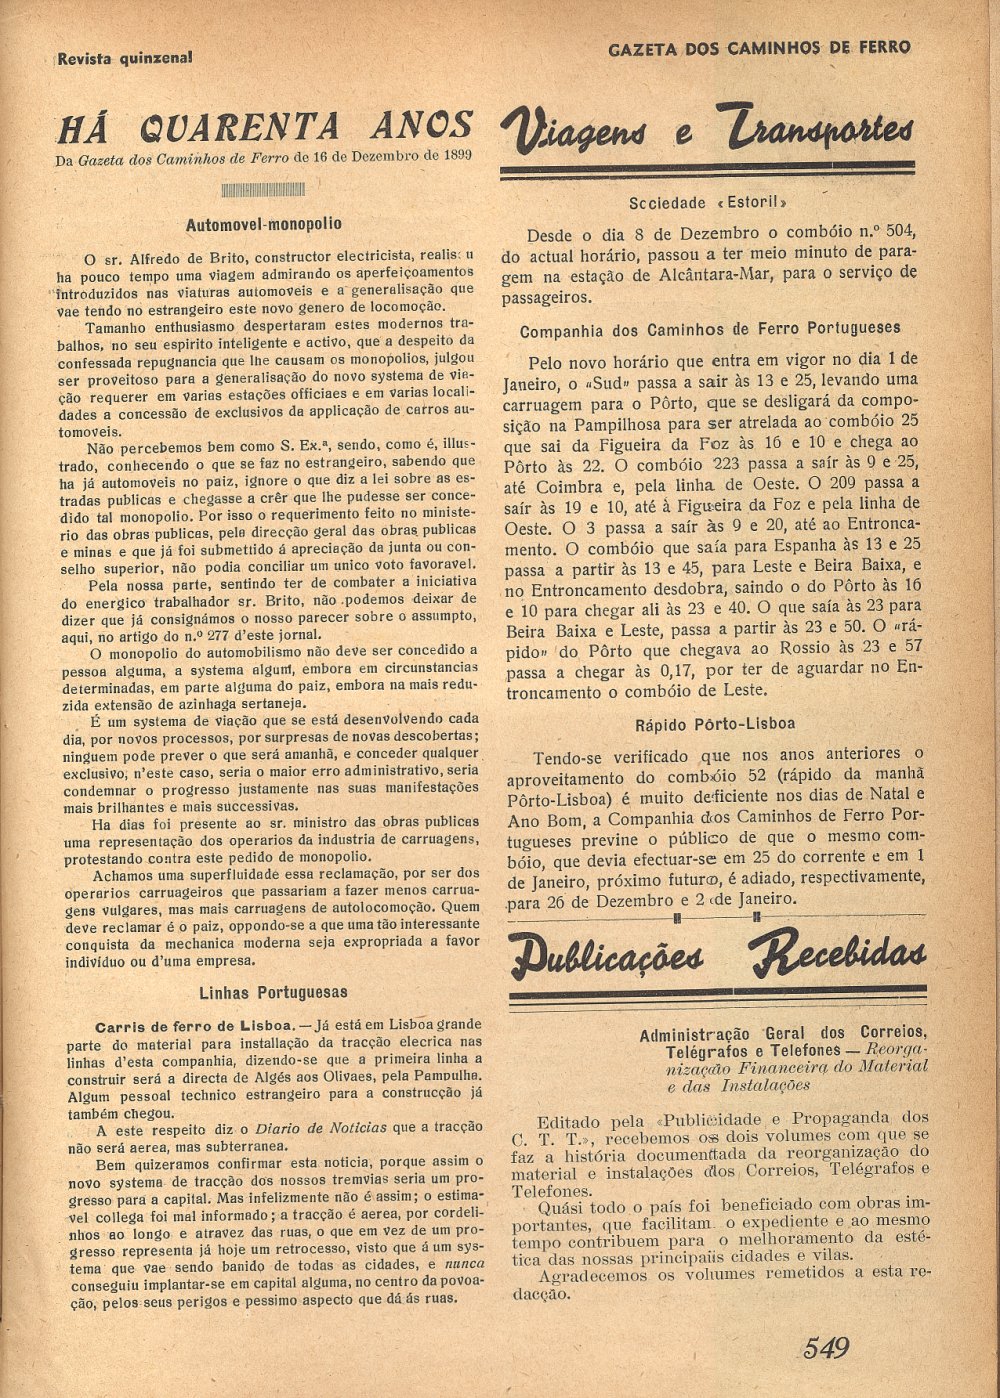 Revista quinzenal
GAZETA DOS CAMINHOS DE FERRO
HÁ QUARENTA ANOS
Da Gazeta dos Caminhos de Ferro de 16 de Dezembro de 1899
Automovel-monopolio
O sr. Alfredo de Brito, constructor electricista, realisou
ha pouco tempo uma viagem admirando os aperfeiçoamentos
introduzidos nas viaturas automoveis e a generalisação que
vae tendo no estrangeiro este novo genero de locomoção.
Tamanho enthusiasmo despertaram estes modernos tra-
balhos, no seu espirito inteligente e activo, que a despeito da
confessada repugnancia que lhe causam os monopolios, julgou
ser proveitoso para a generalisação do novo systema de via-
ção requerer em varias estações officiaes e em varias locali-
dades a concessão de exclusivos da applicação de carros au-
tomoveis.
Não percebemos bem como S. Ex.ª, sendo, como é, illus-
trado, conhecendo o que se faz no estrangeiro, sabendo que
ha já automoveis no paiz, ignore o que diz a lei sobre as es-
tradas publicas e chegasse a crêr que lhe pudesse ser conce-
dido tal monopolio. Por isso o requerimento feito no ministe-
rio das obras publicas, pela direcção geral das obras publicas
e minas e que já foi submettido á apreciação da junta ou con-
selho superior, não podia conciliar um unico voto favoravel.
Pela nossa parte, sentindo ter de combater a iniciativa
do energico trabalhador sr. Brito, não podemos deixar de
dizer que já consignámos o nosso parecer sobre o assumpto,
aqui, no artigo do n.º 277 d'este jornal.
O monopolio do automobilismo não deve ser concedido a
pessoa alguma, a systema algum, embora em circunstancias
determinadas, em parte alguma do paiz, embora na mais redu-
zida extensão de azinhaga sertaneja.
É um systema de viação que se está desenvolvendo cada
dia, por novos processos, por surpresas de novas descobertas;
ninguem pode prever o que será amanhã, e conceder qualquer
exclusivo, n'este caso, seria o maior erro administrativo, seria
condemnar o progresso justamente nas suas manifestações
mais brilhantes e mais successivas.
Ha dias foi presente ao sr. ministro das obras publicas
uma representação dos operarios da industria de carruagens,
protestando contra este pedido de monopolio.
Achamos uma superfluidade essa reclamação, por ser dos
operarios carruageiros que passariam a fazer menos carrua-
gens vulgares, mas mais carruagens de autolocomoção. Quem
deve reclamar é o paiz, oppondo-se a que uma tão interessante
conquista da mechanica moderna seja expropriada a favor
indivíduo ou d'uma empresa.
Linhas Portuguesas
Carris de ferro de Lisboa. — Já está em Lisboa grande
parte do material para installação da tracção elecrica nas
linhas d'esta companhia, dizendo-se que a primeira linha a
construir será a directa de Algés aos Olivaes, pela Pampulha.
Algum pessoal technico estrangeiro para a construcção já
também chegou.
A este respeito diz o Diario de Noticias que a tracção
não será aerea, mas subterranea.
Bem quizeramos confirmar esta noticia, porque assim o
novo systema de tracção dos nossos tremvias seria um pro-
gresso para a capital. Mas infelizmente não é assim; o estima-
vel collega foi mal informado; a tracção é aerea, por cordeli-
nhos ao longo e atravez das ruas, o que em vez de um pro-
gresso representa já hoje um retrocesso, visto que á um sys-
tema que vae sendo banido de todas as cidades, e nunca
conseguiu implantar-se em capital alguma, no centro da povoa-
ção, pelos seus perigos e pessimo aspecto que dá ás ruas.
Viagens e Transportes
Sociedade «Estoril»
Desde o dia 8 de Dezembro o combóio n.º 504,
do actual horário, passou a ter meio minuto de para-
gem na estação de Alcântara-Mar, para o serviço de
passageiros.
Companhia dos Caminhos de Ferro Portugueses
Pelo novo horário que entra em vigor no dia 1 de
Janeiro, o «Sud» passa a sair às 13 e 25, levando uma
carruagem para o Pôrto, que se desligará da compo-
sição na Pampilhosa para ser atrelada ao combóio 25
que sai da Figueira da Foz às 16 e 10 e chega ao
Pôrto às 22. O combóio 223 passa a saír às 9 e 25,
até Coimbra e, pela linha de Oeste. O 209 passa a
saír às 19 e 10, até à Figueira da Foz e pela linha de
Oeste. O 3 passa a saír às 9 e 20, até ao Entronca-
mento. O combóio que saía para Espanha às 13 e 25
passa a partir às 13 e 45, para Leste e Beira Baixa, e
no Entroncamento desdobra, saindo o do Pôrto às 16
e 10 para chegar ali às 23 e 40. O que saía às 23 para
Beira Baixa e Leste, passa a partir às 23 e 50. O «rá-
pido» do Pôrto que chegava ao Rossio às 23 e 57
passa a chegar às 0,17, por ter de aguardar no En-
troncamento o combóio de Leste.
Rápido Pôrto-Lisboa
Tendo-se verificado que nos anos anteriores o
aproveitamento do combóio 52 (rápido da manhã
Pôrto-Lisboa) é muito deficiente nos dias de Natal e
Ano Bom, a Companhia dos Caminhos de Ferro Por-
tugueses previne o público de que o mesmo com-
bóio, que devia efectuar-se em 25 do corrente e em 1
de Janeiro, próximo futuro, é adiado, respectivamente,
para 26 de Dezembro e 2 de Janeiro.
Publicações Recebidas
Administração Geral dos Correios,
Telégrafos e Telefones — Reorga-
nização Financeira do Material
e das Instalações
Editado pela «Publicidade e Propaganda dos
C. T. T.», recebemos os dois volumes com que se
faz a história documentada da reorganização do
material e instalações dos Correios, Telégrafos e
Telefones.
Quási todo o país foi beneficiado com obras im-
portantes, que facilitam o expediente e ao mesmo
tempo contribuem para o melhoramento da esté-
tica das nossas principais cidades e vilas.
Agradecemos os volumes remetidos a esta re-
dacção.
549